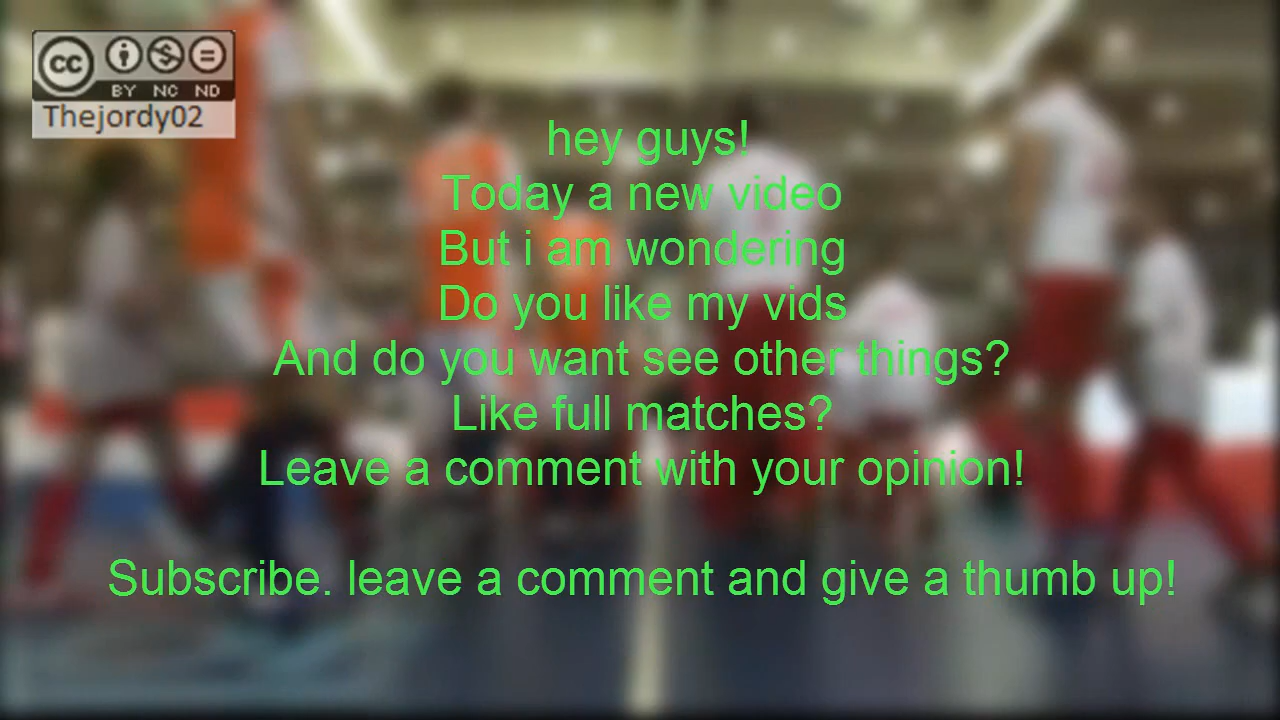 cc
BY NC ND
Thejordy02
hey guys!
Today a new video
But i am wondering
Do you like my vids
And do you want see other things?
Like full matches?
Leave a comment with your opinion!
Subscribe. leave a comment and give a thumb up!